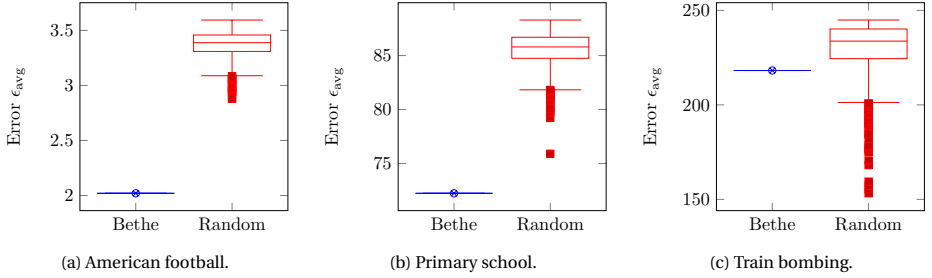 Error ϵavg
3.5
3
2.5
2
Bethe Random
(a) American football.
Error ϵavg
85
80
75
Bethe Random
(b) Primary school.
Error ϵavg
250
200
150
Bethe Random
(c) Train bombing.